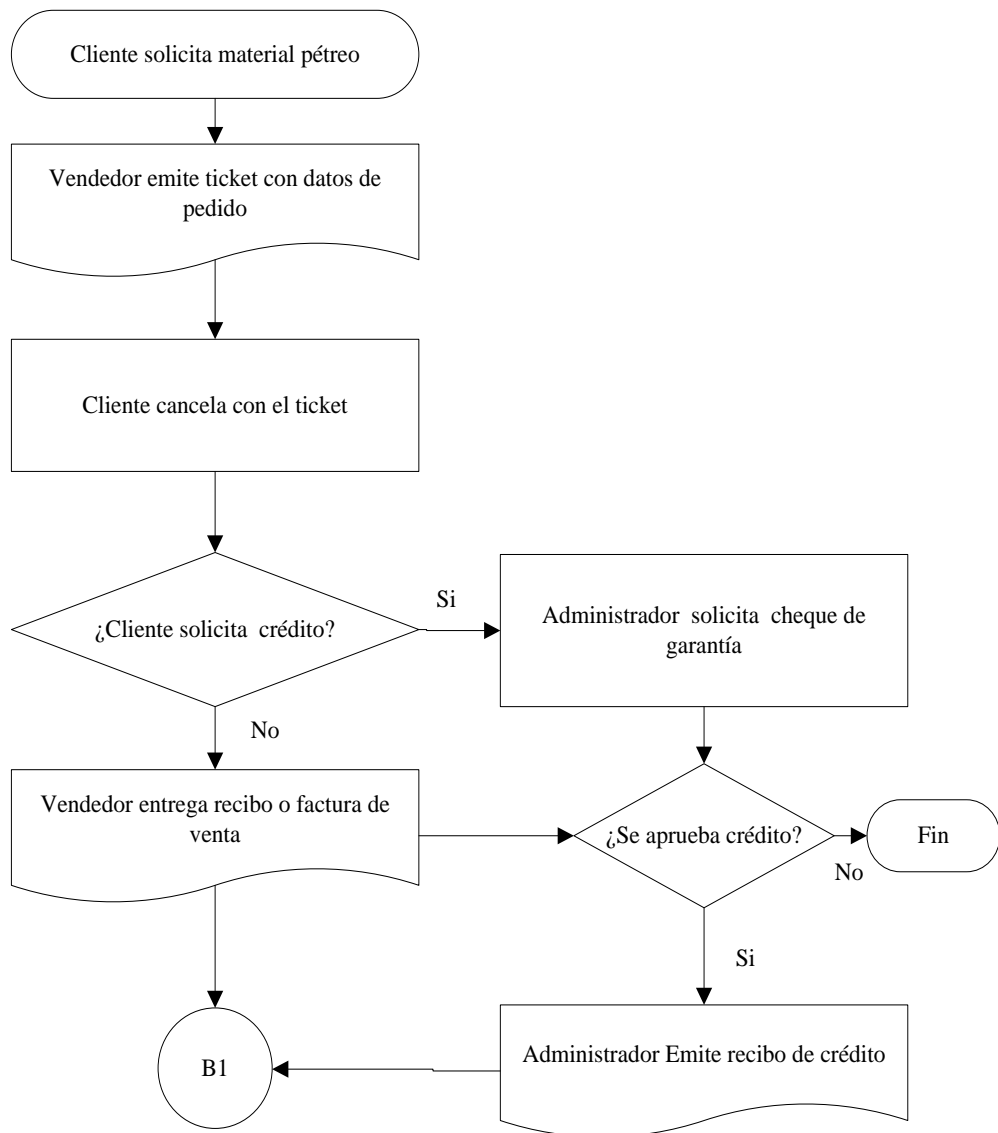 Cliente solicita material pétreo
Vendedor emite ticket con datos de
pedido
Cliente cancela con el ticket
¿Cliente solicita crédito?
Si
Administrador solicita cheque de
garantía
No
Vendedor entrega recibo o factura de
venta
¿Se aprueba crédito?
No
Fin
Si
Administrador Emite recibo de crédito
B1